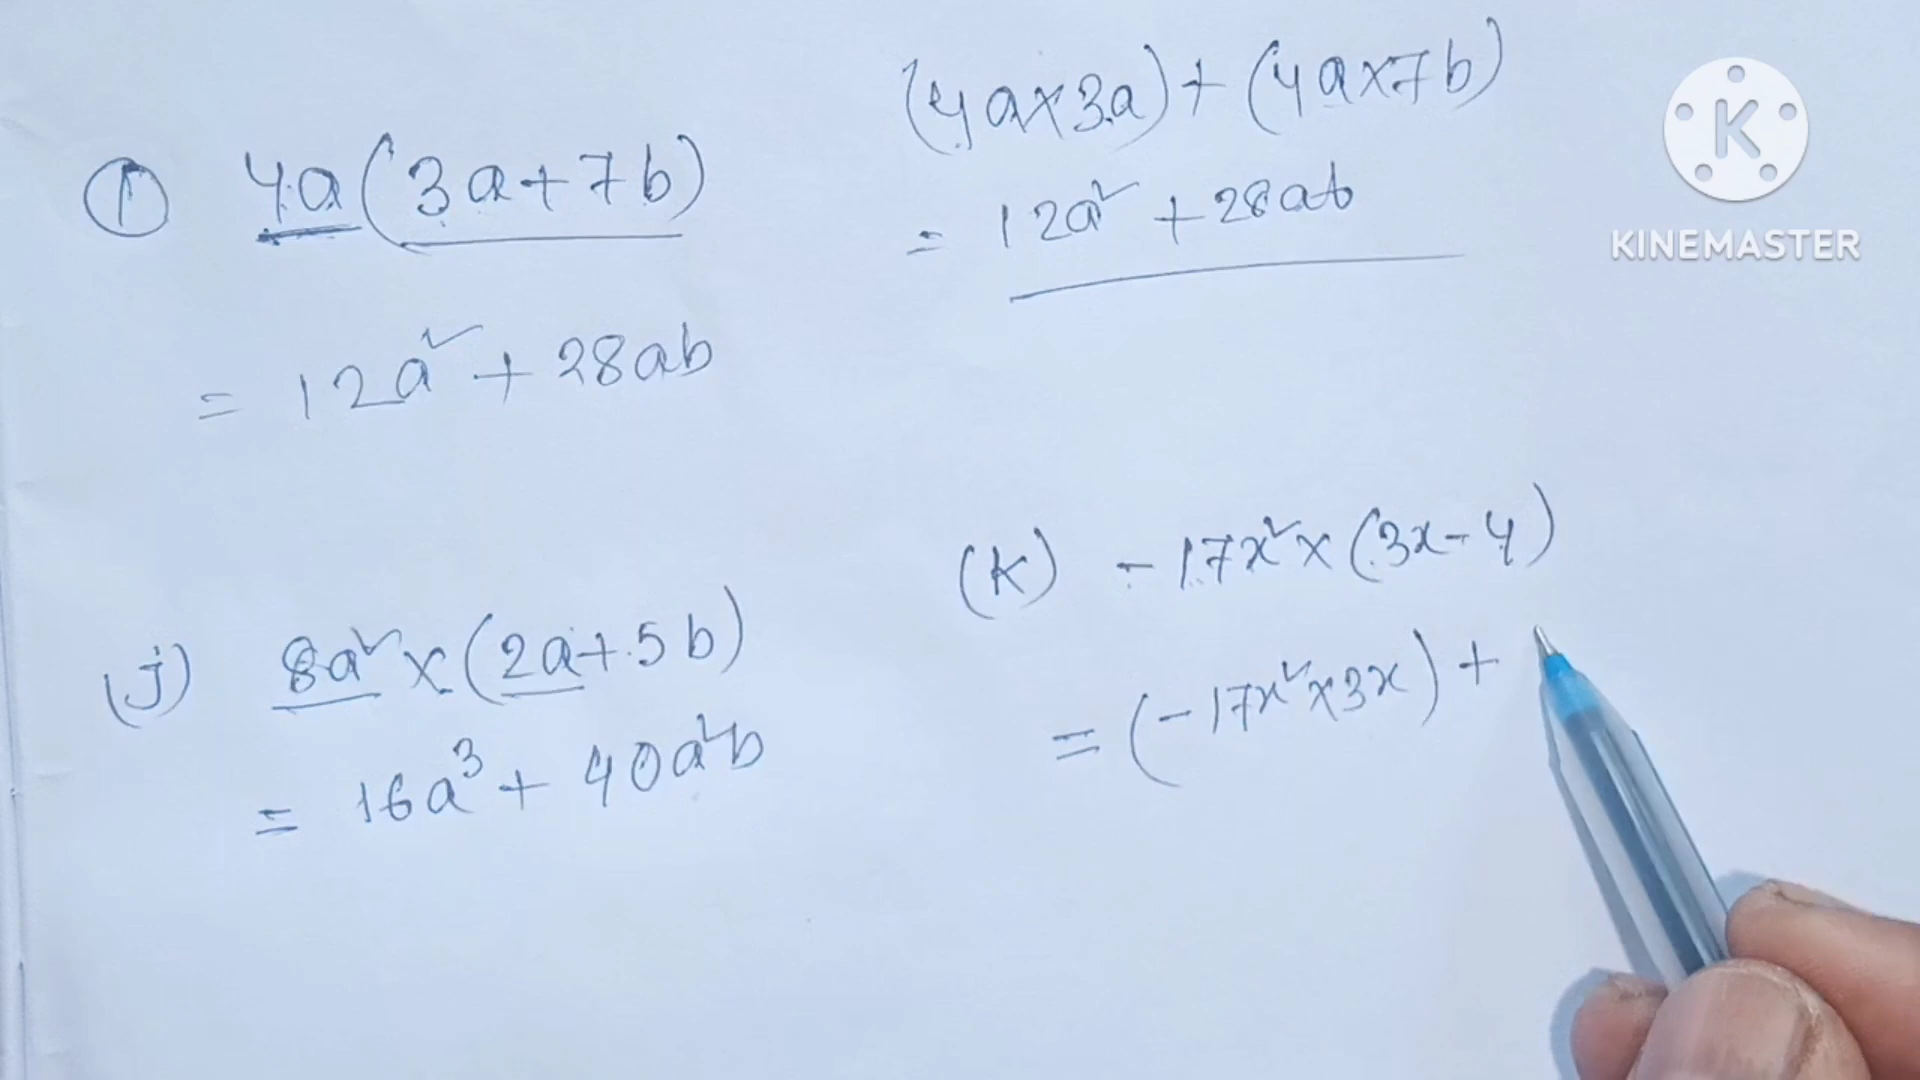 (i) 4a(3a+7b)
= 12a² + 28ab
(4a×3a)+(4a×7b)
= 12a² + 28ab
(j) 8a²×(2a+5b)
= 16a³ + 40a²b
(k) -17x²×(3x-4)
= (-17x²×3x) +
K
KINEMASTER